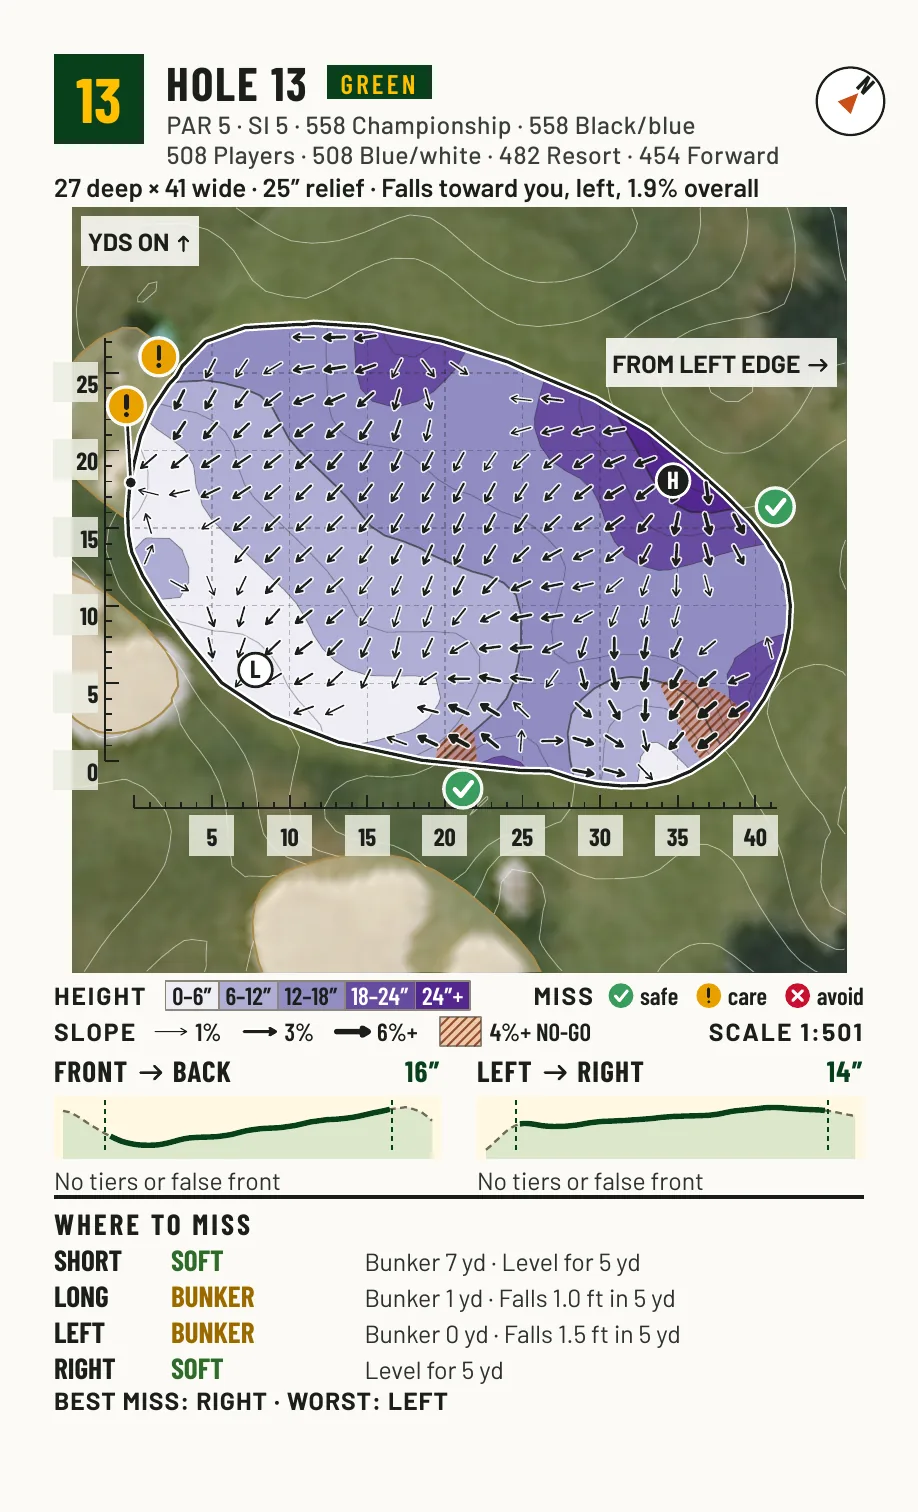 13
HOLE 13 GREEN
N
PAR 5 · SI 5 · 558 Championship · 558 Black/blue
508 Players · 508 Blue/white · 482 Resort · 454 Forward
27 deep × 41 wide · 25″ relief · Falls toward you, left, 1.9% overall
YDS ON ↑
FROM LEFT EDGE →
!
25
!
20
H
15
10
5
L
0
5 10 15 20 25 30 35 40
HEIGHT 0–6″ 6–12″ 12–18″ 18–24″ 24″+ MISS safe ! care avoid
SLOPE 1% 3% 6%+ 4%+ NO-GO SCALE 1:501
FRONT → BACK 16″
LEFT → RIGHT 14″
No tiers or false front
No tiers or false front
WHERE TO MISS
SHORT SOFT Bunker 7 yd · Level for 5 yd
LONG BUNKER Bunker 1 yd · Falls 1.0 ft in 5 yd
LEFT BUNKER Bunker 0 yd · Falls 1.5 ft in 5 yd
RIGHT SOFT Level for 5 yd
BEST MISS: RIGHT · WORST: LEFT